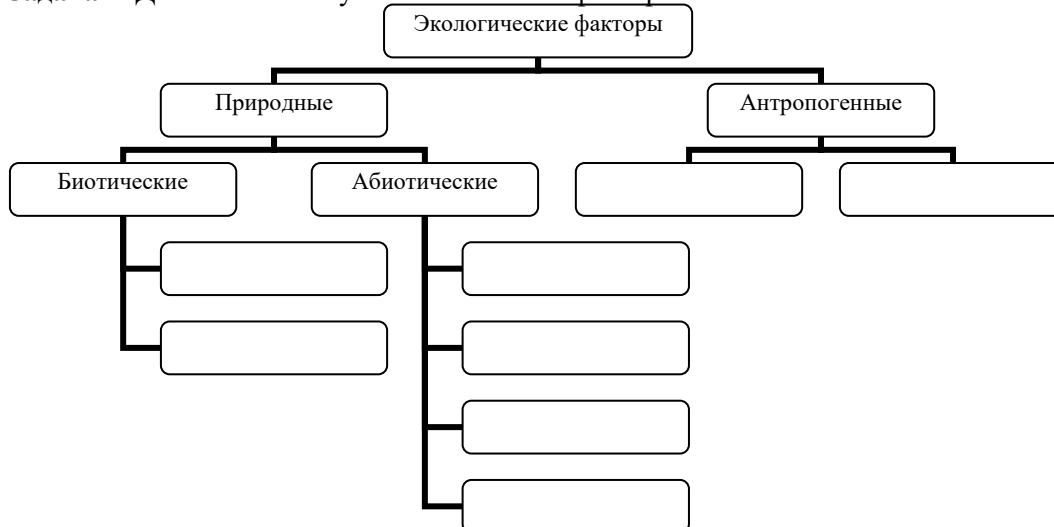 Экологические факторы
Природные
Антропогенные
Биотические
Абиотические